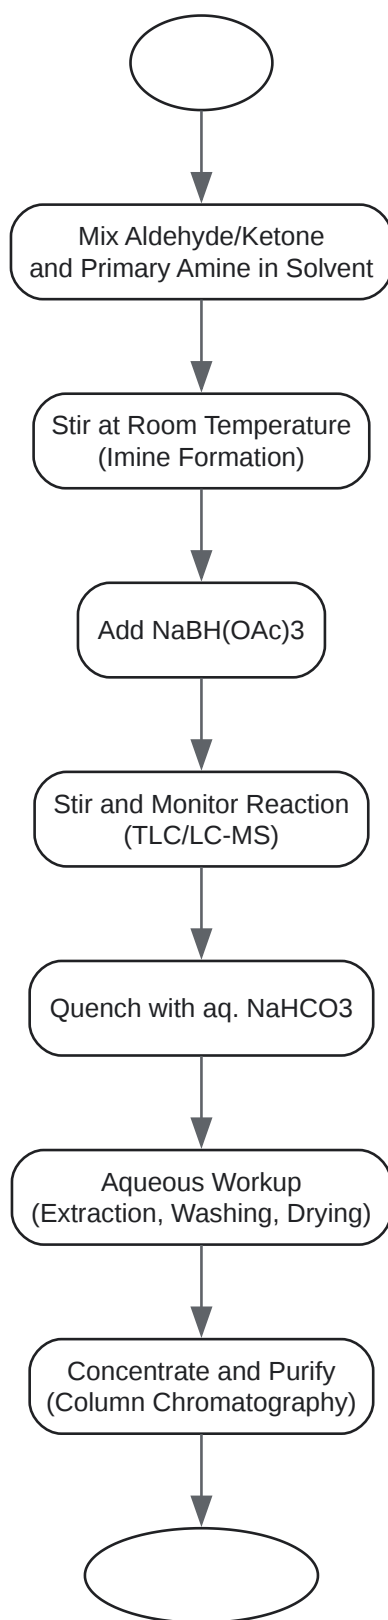 Mix Aldehyde/Ketone
and Primary Amine in Solvent
Stir at Room Temperature
(Imine Formation)
Add NaBH(OAc)3
Stir and Monitor Reaction
(TLC/LC-MS)
Quench with aq. NaHCO3
Aqueous Workup
(Extraction, Washing, Drying)
Concentrate and Purify
(Column Chromatography)